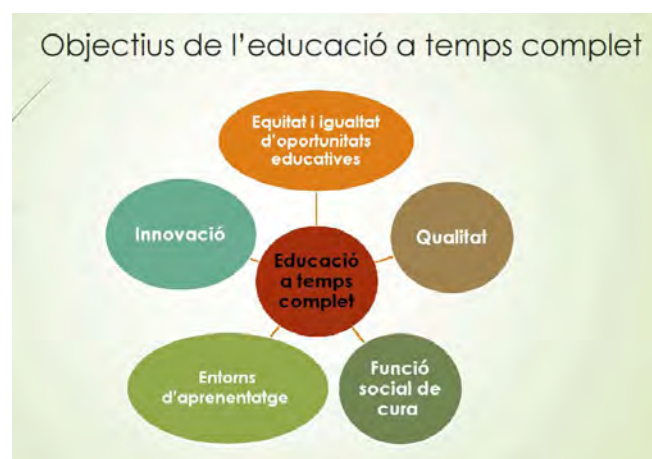 Objectius de l'educació a temps complet
Equitat i igualtat
d'oportunitats
educatives
Innovació
Qualitat
Educació
a temps
complet
Entorns
d'aprenentatge
Funció
social de
cura